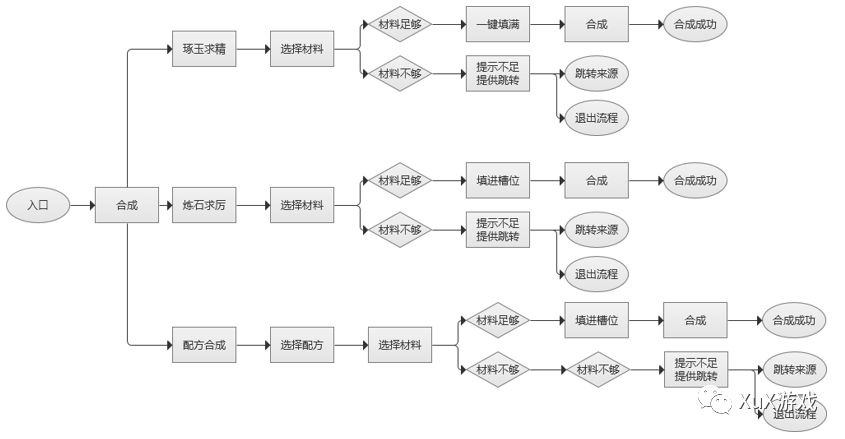 材料足够
一键填满
合成
合成成功
琢玉求精
选择材料
材料不够
提示不足
提供跳转
跳转来源
退出流程
材料足够
填进槽位
合成
合成成功
入口
合成
炼石求厉
选择材料
材料不够
提示不足
提供跳转
跳转来源
退出流程
材料足够
填进槽位
合成
合成成功
配方合成
选择配方
选择材料
材料不够
材料不够
提示不足
提供跳转
跳转来源
退出流程
XuX游戏